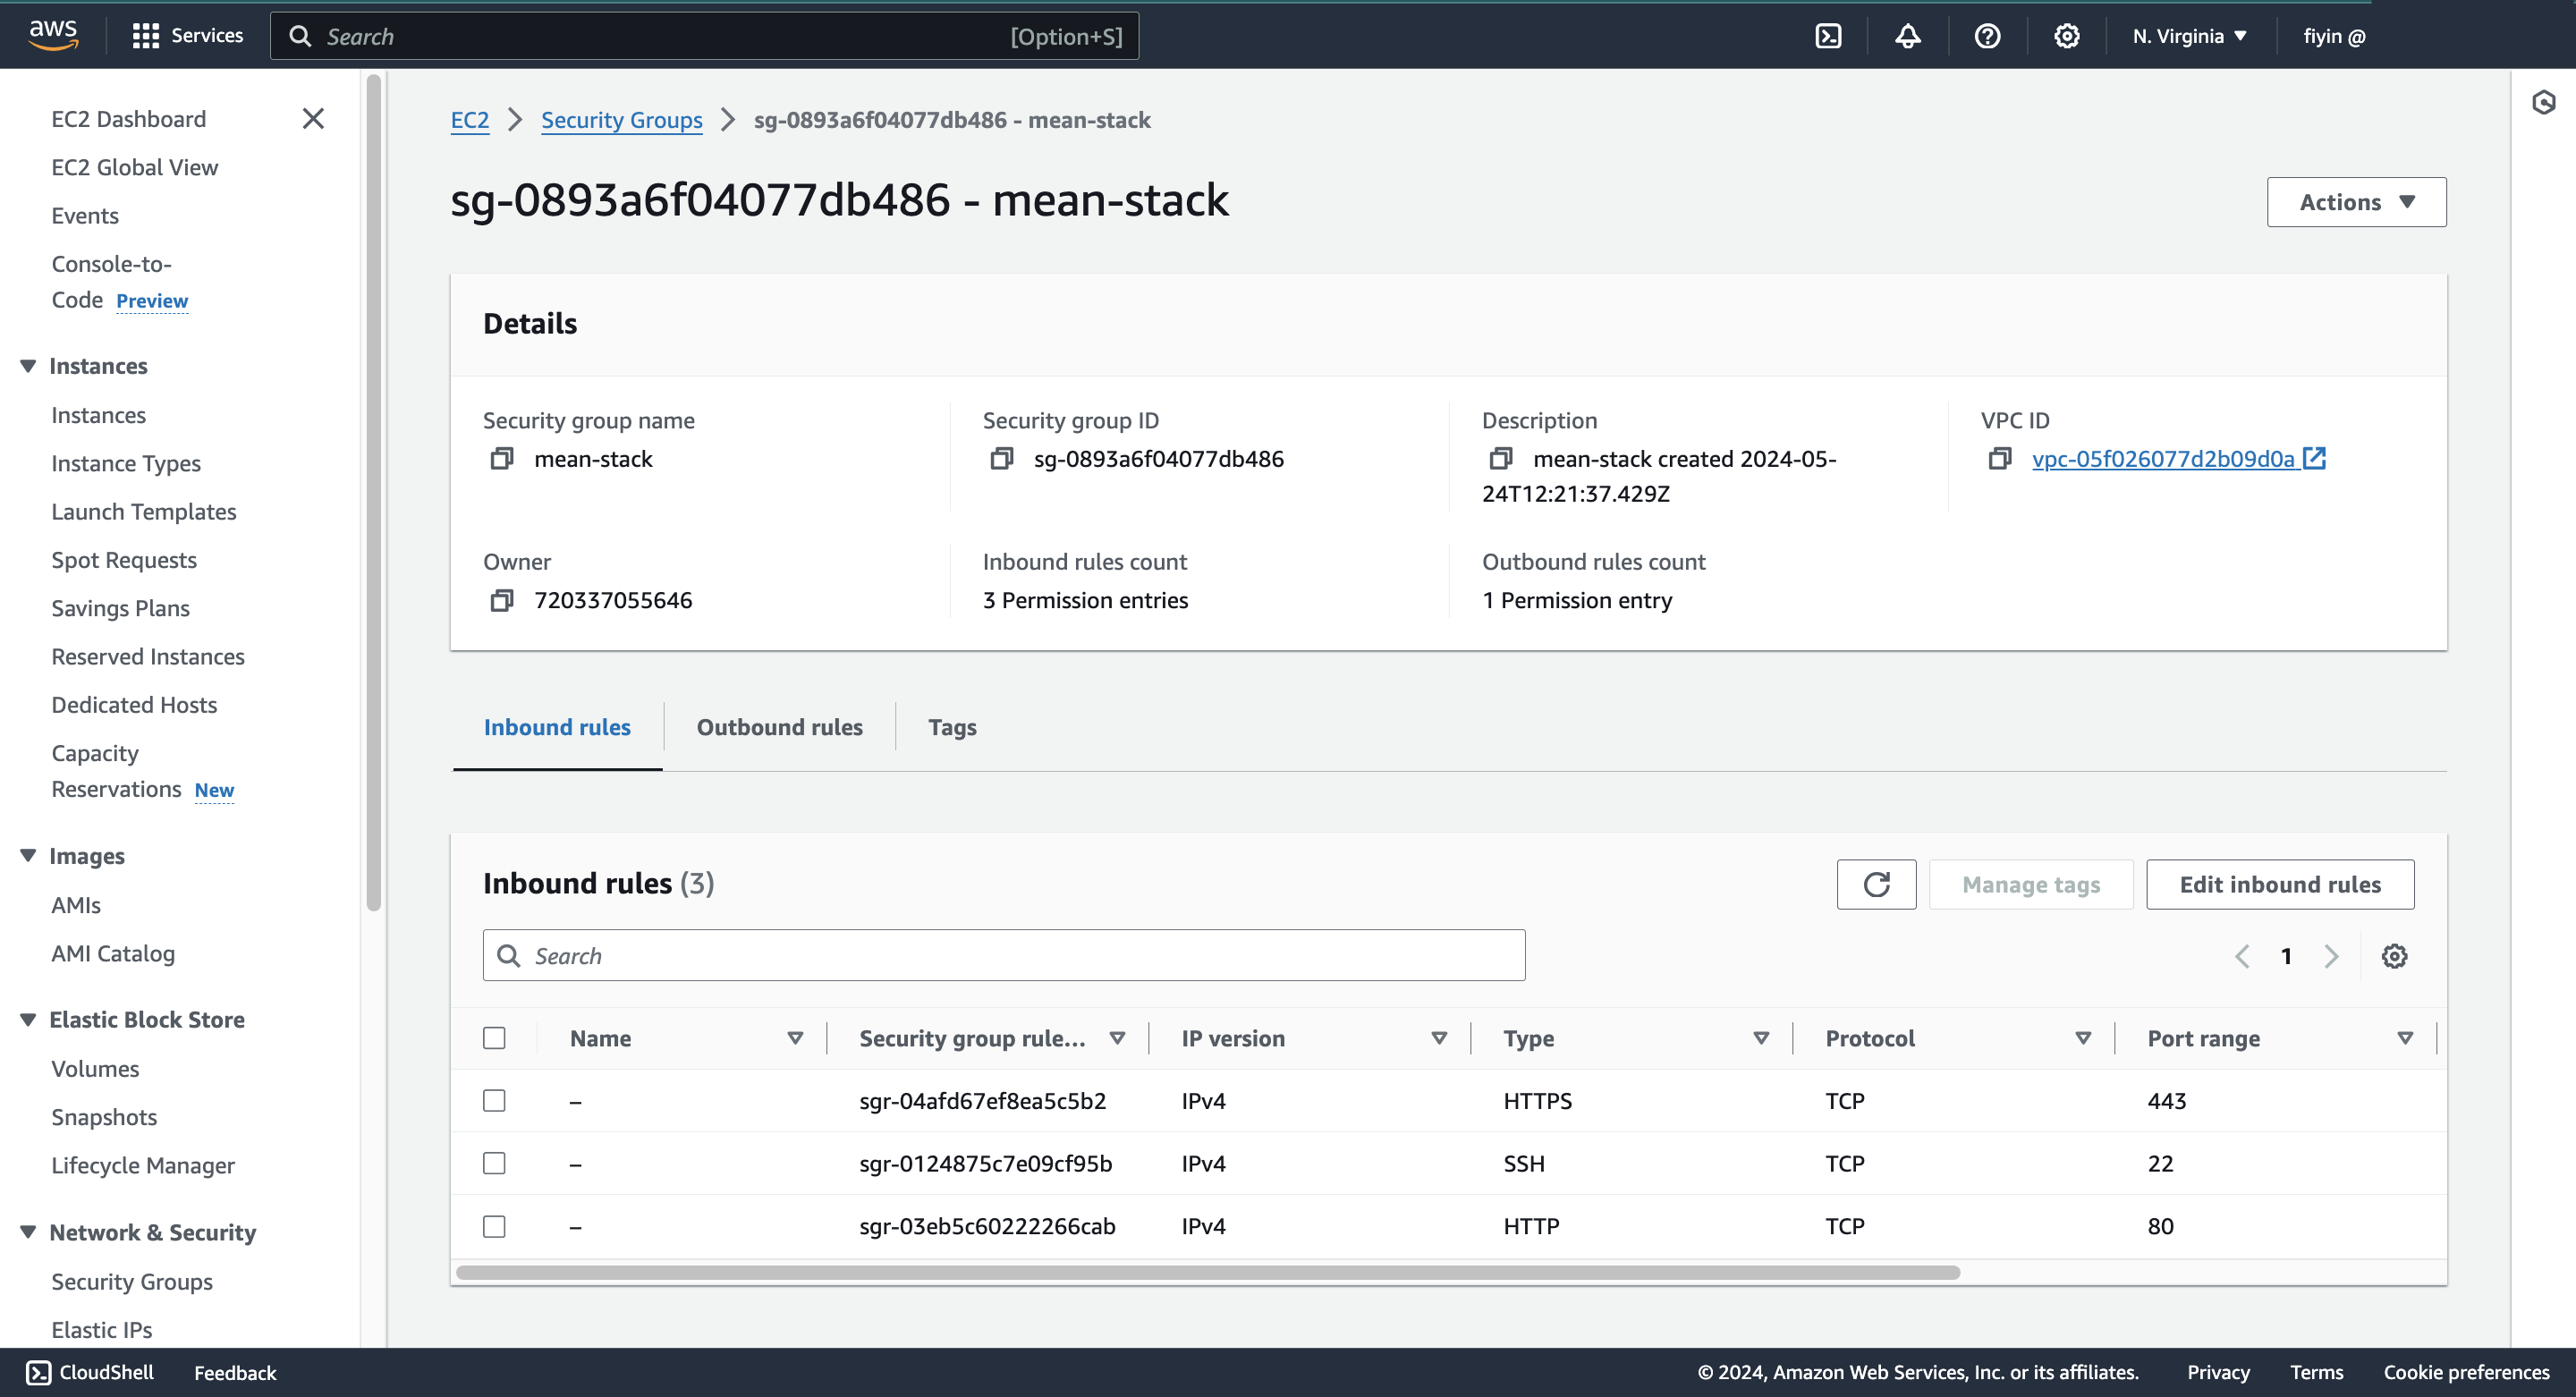 aws
Services
Search
[Option+S]
N. Virginia
fiyin @
EC2 Dashboard
EC2 Global View
Events
Console-to-
Code Preview
Instances
Instances
Instance Types
Launch Templates
Spot Requests
Savings Plans
Reserved Instances
Dedicated Hosts
Capacity
Reservations New
Images
AMIs
AMI Catalog
Elastic Block Store
Volumes
Snapshots
Lifecycle Manager
Network & Security
Security Groups
Elastic IPs
EC2 > Security Groups > sg-0893a6f04077db486 - mean-stack
sg-0893a6f04077db486 - mean-stack
Actions
Details
Security group name
mean-stack
Security group ID
sg-0893a6f04077db486
Description
mean-stack created 2024-05-
24T12:21:37.429Z
VPC ID
vpc-05f026077d2b09d0a
Owner
720337055646
Inbound rules count
3 Permission entries
Outbound rules count
1 Permission entry
Inbound rules
Outbound rules
Tags
Inbound rules (3)
Manage tags
Edit inbound rules
Search
1
Name Security group rule... IP version Type Protocol Port range
– sgr-04afd67ef8ea5c5b2 IPv4 HTTPS TCP 443
– sgr-0124875c7e09cf95b IPv4 SSH TCP 22
– sgr-03eb5c60222266cab IPv4 HTTP TCP 80
CloudShell
Feedback
© 2024, Amazon Web Services, Inc. or its affiliates.
Privacy
Terms
Cookie preferences